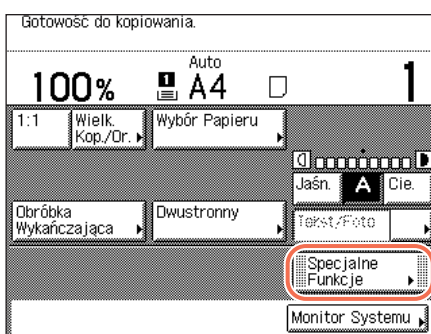 Gotowość do kopiowania.
Auto
100%
1
A4
1
1:1
Wielk.
Kop./Or.
Wybór Papieru
Jaśn.
A
Cie.
Obróbka
Wykańczająca
Dwustronny
Tekst/Foto
Specjalne
Funkcje
Monitor Systemu